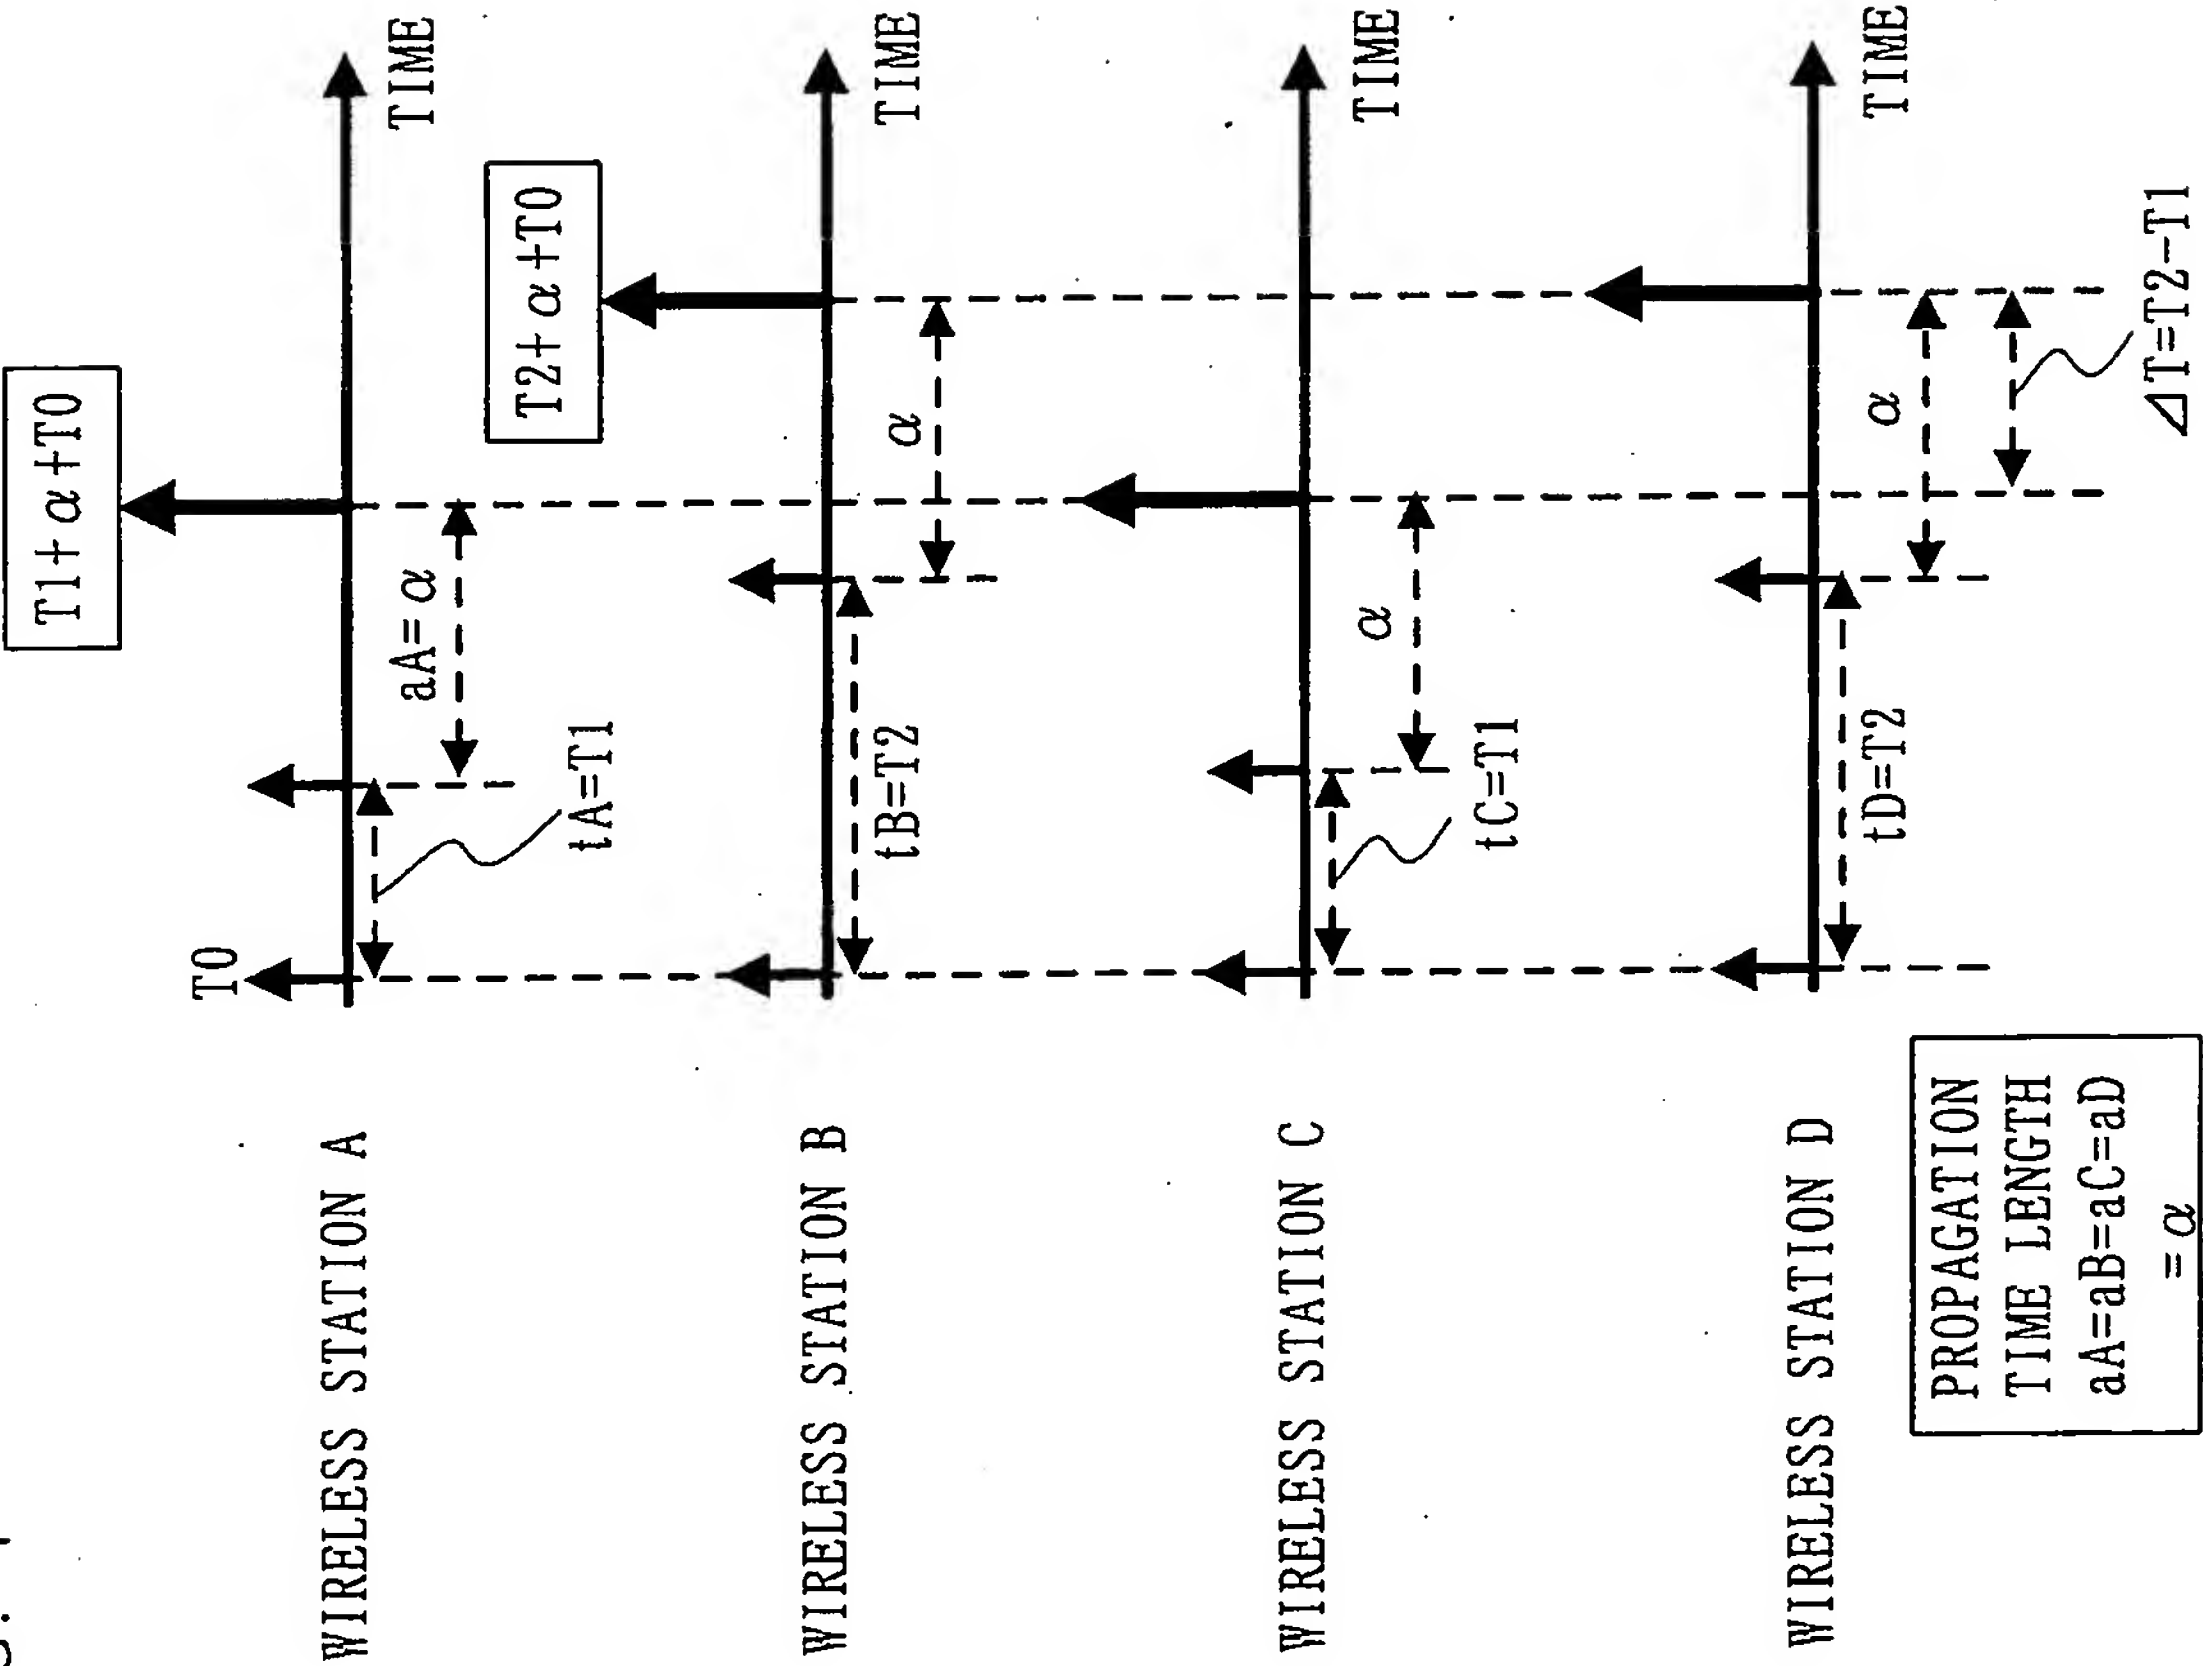 T1+α+T0
T0
aA=α
tA=T1
WIRELESS STATION A
TIME
T2+α+T0
α
tB=T2
WIRELESS STATION B
TIME
α
tC=T1
WIRELESS STATION C
TIME
α
tD=T2
WIRELESS STATION D
TIME
ΔT=T2-T1
PROPAGATION
TIME LENGTH
aA=aB=aC=aD
=α